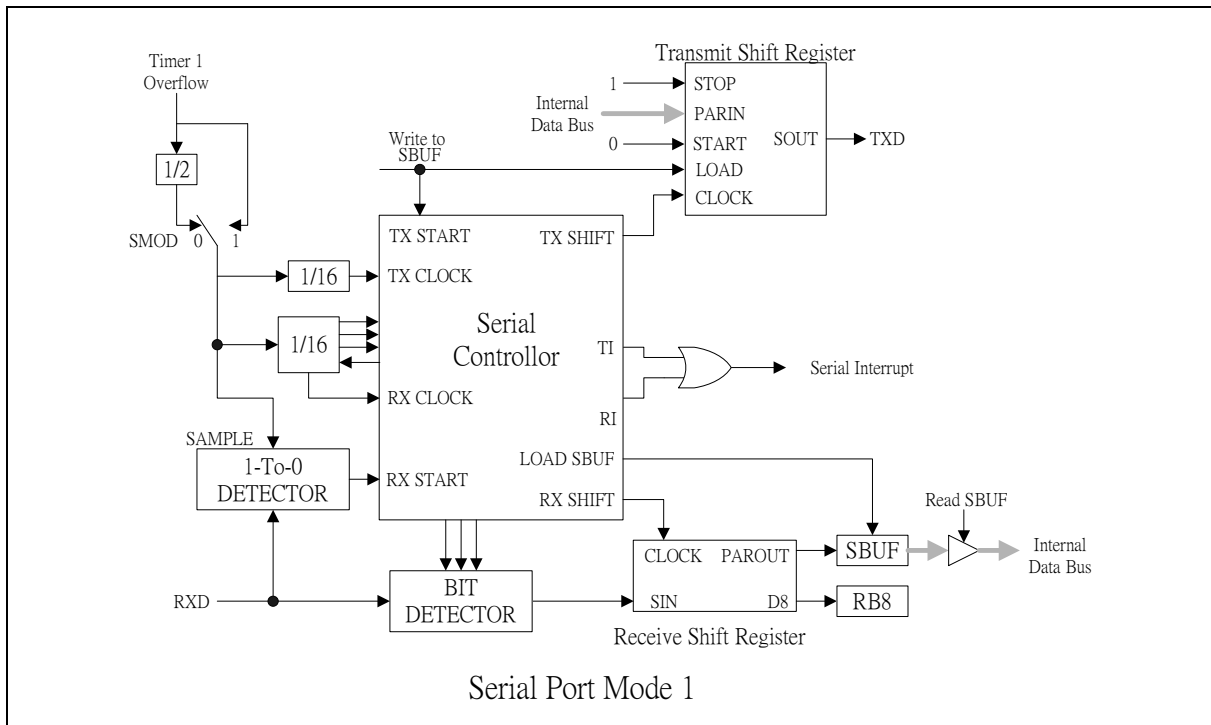 Timer 1
Overflow
1/2
SMOD 0 1
Write to
SBUF
Transmit Shift Register
1
STOP
Internal
Data Bus
PARIN
0
START
LOAD
CLOCK
SOUT
TXD
TX START
TX SHIFT
1/16
TX CLOCK
1/16
Serial
Controllor
TI
RI
Serial Interrupt
RX CLOCK
SAMPLE
1-To-0
DETECTOR
RX START
LOAD SBUF
RX SHIFT
Read SBUF
CLOCK PAROUT
SBUF
Internal
Data Bus
RXD
BIT
DETECTOR
SIN D8
RB8
Receive Shift Register
Serial Port Mode 1